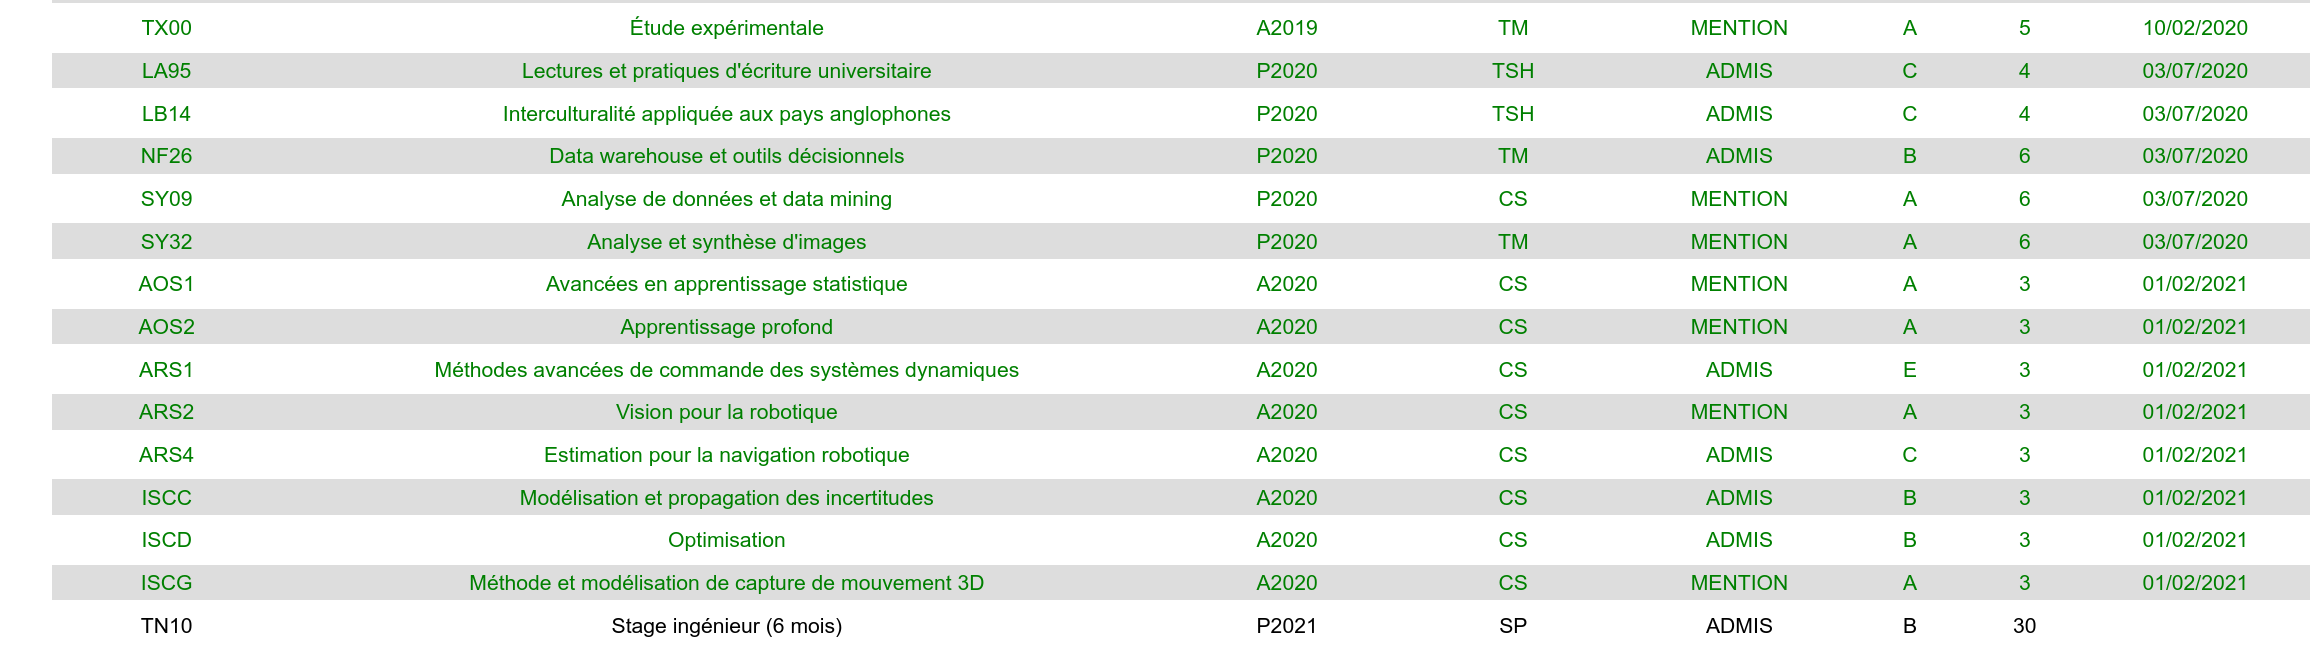 TX00 Étude expérimentale A2019 TM MENTION A 5 10/02/2020
LA95 Lectures et pratiques d'écriture universitaire P2020 TSH ADMIS C 4 03/07/2020
LB14 Interculturalité appliquée aux pays anglophones P2020 TSH ADMIS C 4 03/07/2020
NF26 Data warehouse et outils décisionnels P2020 TM ADMIS B 6 03/07/2020
SY09 Analyse de données et data mining P2020 CS MENTION A 6 03/07/2020
SY32 Analyse et synthèse d'images P2020 TM MENTION A 6 03/07/2020
AOS1 Avancées en apprentissage statistique A2020 CS MENTION A 3 01/02/2021
AOS2 Apprentissage profond A2020 CS MENTION A 3 01/02/2021
ARS1 Méthodes avancées de commande des systèmes dynamiques A2020 CS ADMIS E 3 01/02/2021
ARS2 Vision pour la robotique A2020 CS MENTION A 3 01/02/2021
ARS4 Estimation pour la navigation robotique A2020 CS ADMIS C 3 01/02/2021
ISCC Modélisation et propagation des incertitudes A2020 CS ADMIS B 3 01/02/2021
ISCD Optimisation A2020 CS ADMIS B 3 01/02/2021
ISCG Méthode et modélisation de capture de mouvement 3D A2020 CS MENTION A 3 01/02/2021
TN10 Stage ingénieur (6 mois) P2021 SP ADMIS B 30